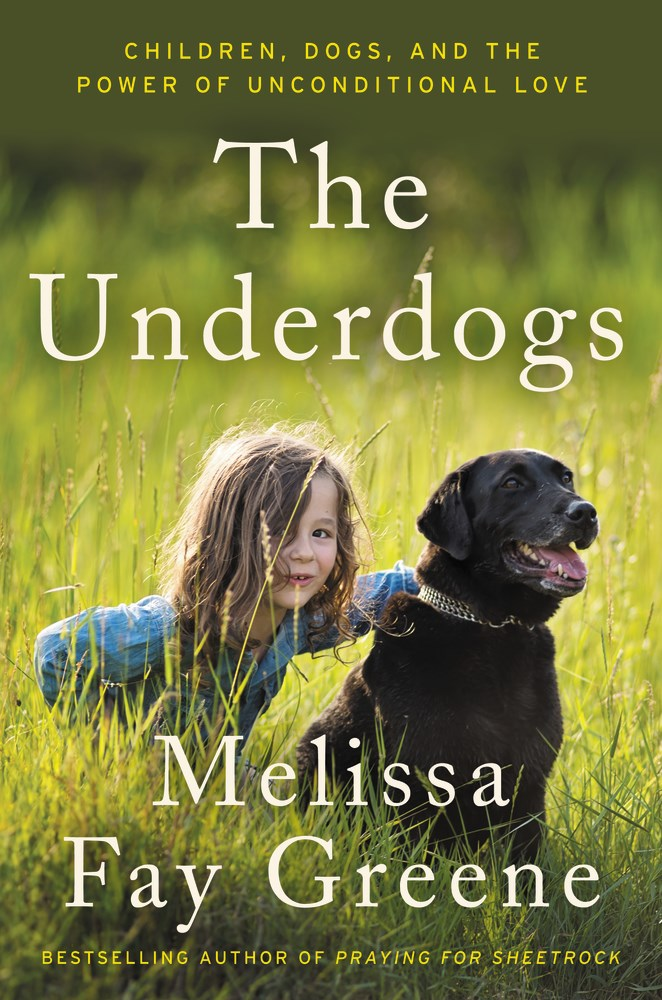 CHILDREN, DOGS, AND THE
POWER OF UNCONDITIONAL LOVE
The
Underdogs
Melissa
Fay Greene
BESTSELLING AUTHOR OF PRAYING FOR SHEETROCK